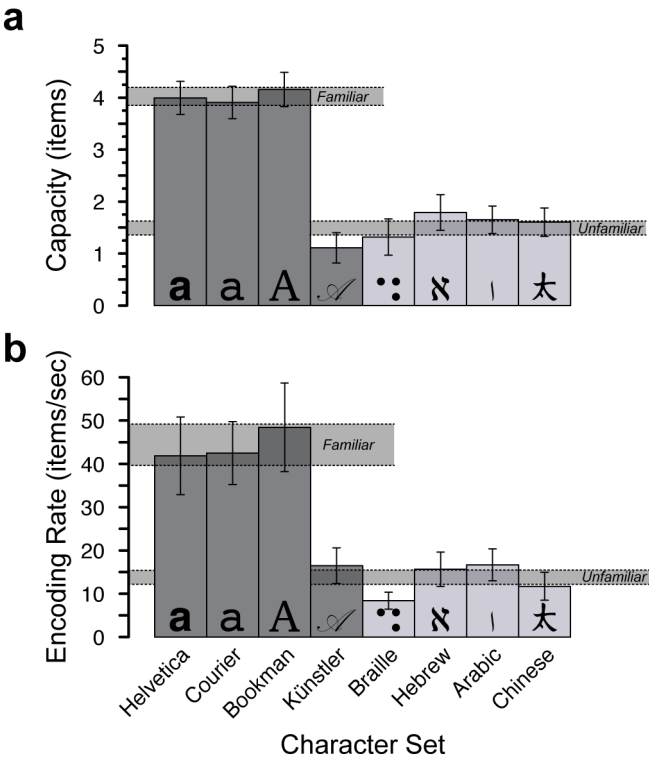 a
Capacity (items)
5
4
3
2
1
0
Familiar
Unfamiliar
a a A 𝒜 א ا 太
b
Encoding Rate (items/sec)
60
50
40
30
20
10
0
Familiar
Unfamiliar
a a A 𝒜 א ا 太
Helvetica
Courier
Bookman
Künstler
Braille
Hebrew
Arabic
Chinese
Character Set